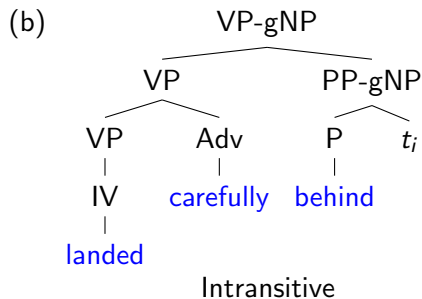 (b) VP-gNP
VP PP-gNP
VP Adv P t_i
IV carefully behind
landed
Intransitive